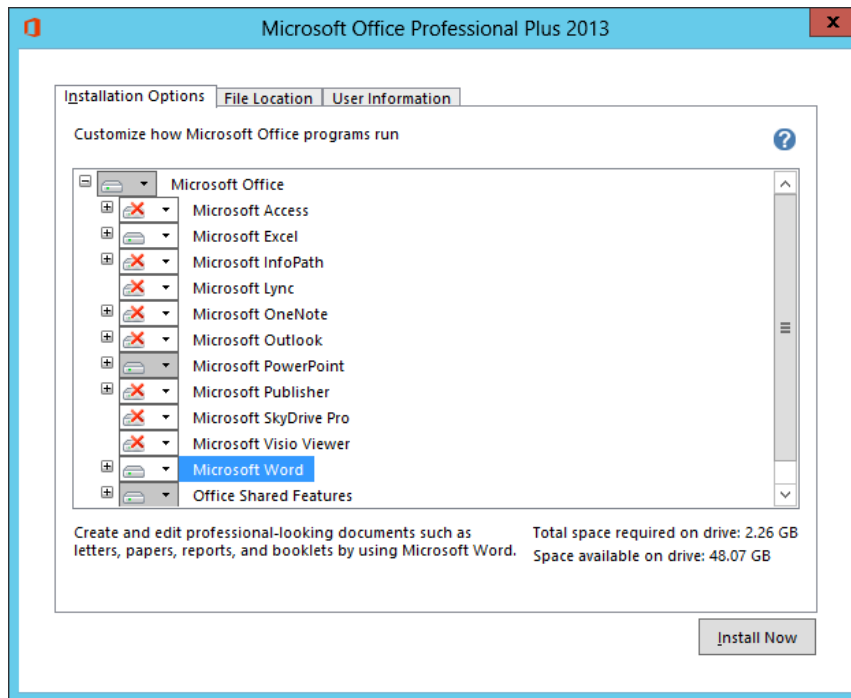 Microsoft Office Professional Plus 2013
x
Installation Options File Location User Information
Customize how Microsoft Office programs run
?
Microsoft Office
Microsoft Access
Microsoft Excel
Microsoft InfoPath
Microsoft Lync
Microsoft OneNote
Microsoft Outlook
Microsoft PowerPoint
Microsoft Publisher
Microsoft SkyDrive Pro
Microsoft Visio Viewer
Microsoft Word
Office Shared Features
Create and edit professional-looking documents such as
letters, papers, reports, and booklets by using Microsoft Word.
Total space required on drive: 2.26 GB
Space available on drive: 48.07 GB
Install Now